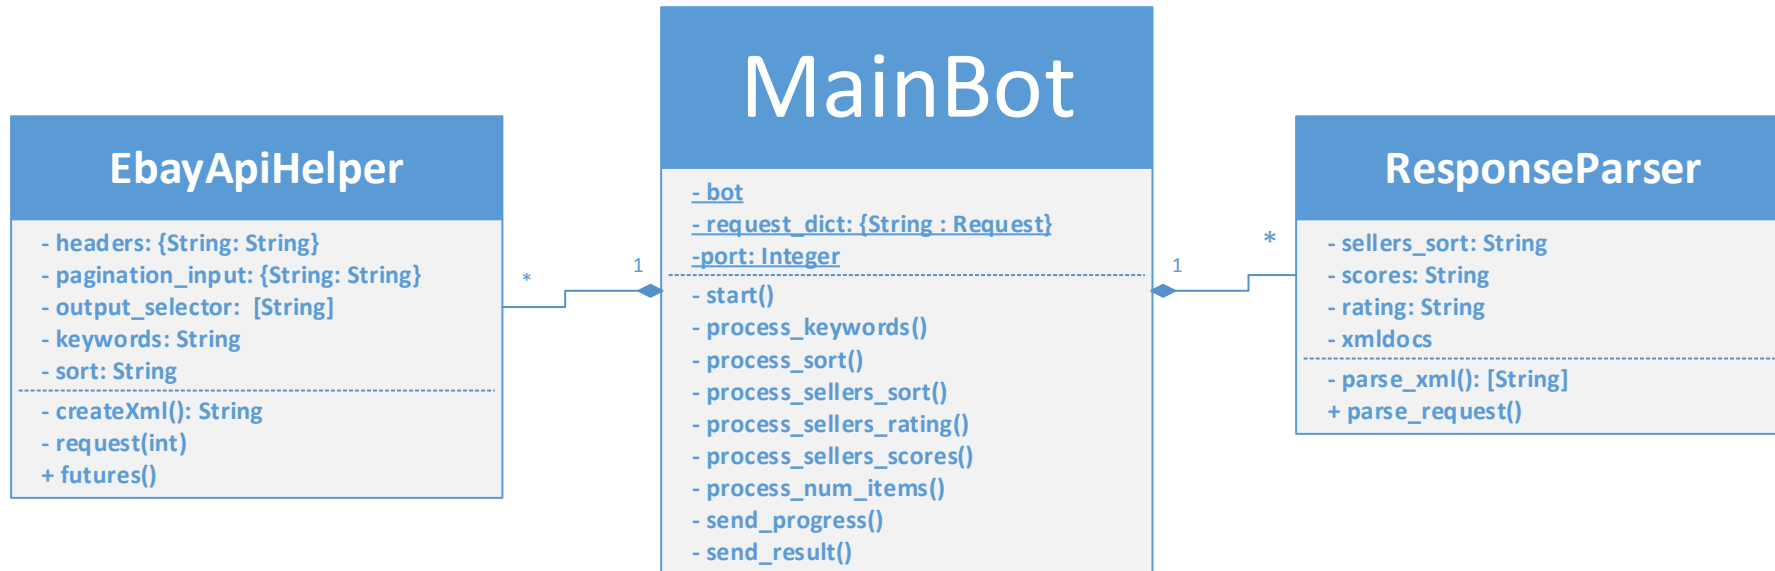 EbayApiHelper
- headers: {String: String}
- pagination_input: {String: String}
- output_selector:  [String]
- keywords: String
- sort: String
- createXml(): String
- request(int)
+ futures()
*
1
MainBot
- bot
- request_dict: {String : Request}
-port: Integer
- start()
- process_keywords()
- process_sort()
- process_sellers_sort()
- process_sellers_rating()
- process_sellers_scores()
- process_num_items()
- send_progress()
- send_result()
1
*
ResponseParser
- sellers_sort: String
- scores: String
- rating: String
- xmldocs
- parse_xml(): [String]
+ parse_request()